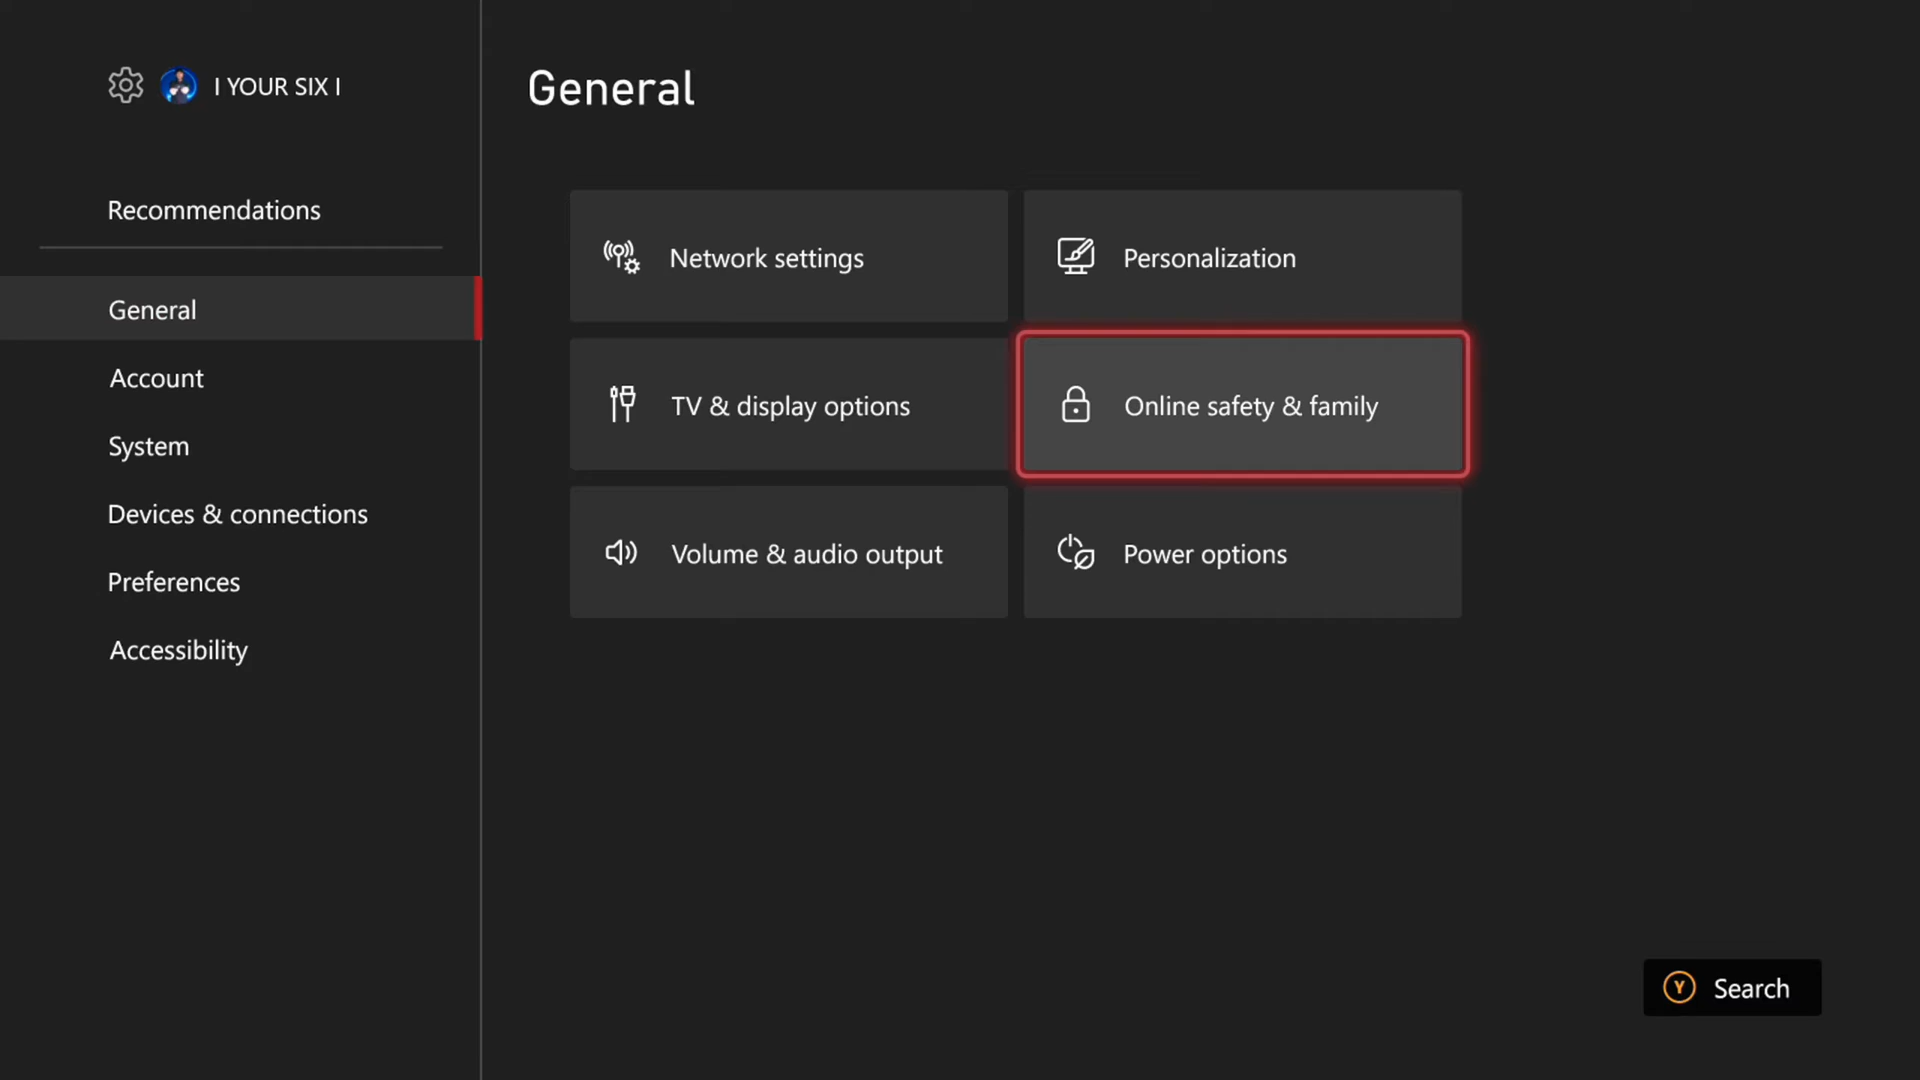 I YOUR SIX I
Recommendations
General
Account
System
Devices & connections
Preferences
Accessibility
General
Network settings
Personalization
TV & display options
Online safety & family
Volume & audio output
Power options
Y Search